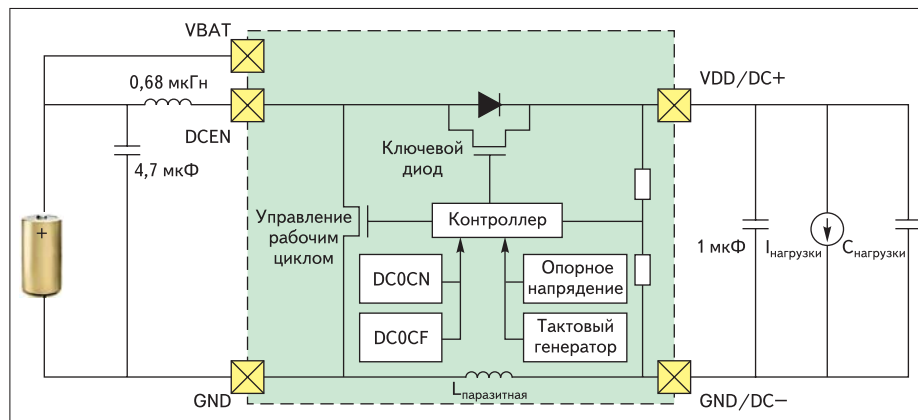 VBAT
0,68 мкГн
DCEN
4,7 мкФ
+
Ключевой
диод
VDD/DC+
Управление
рабочим
циклом
Контроллер
DC0CN
DC0CF
Опорное
напрядение
Тактовый
генератор
1 мкФ
Iнагрузки
Cнагрузки
GND
Lпаразитная
GND/DC−